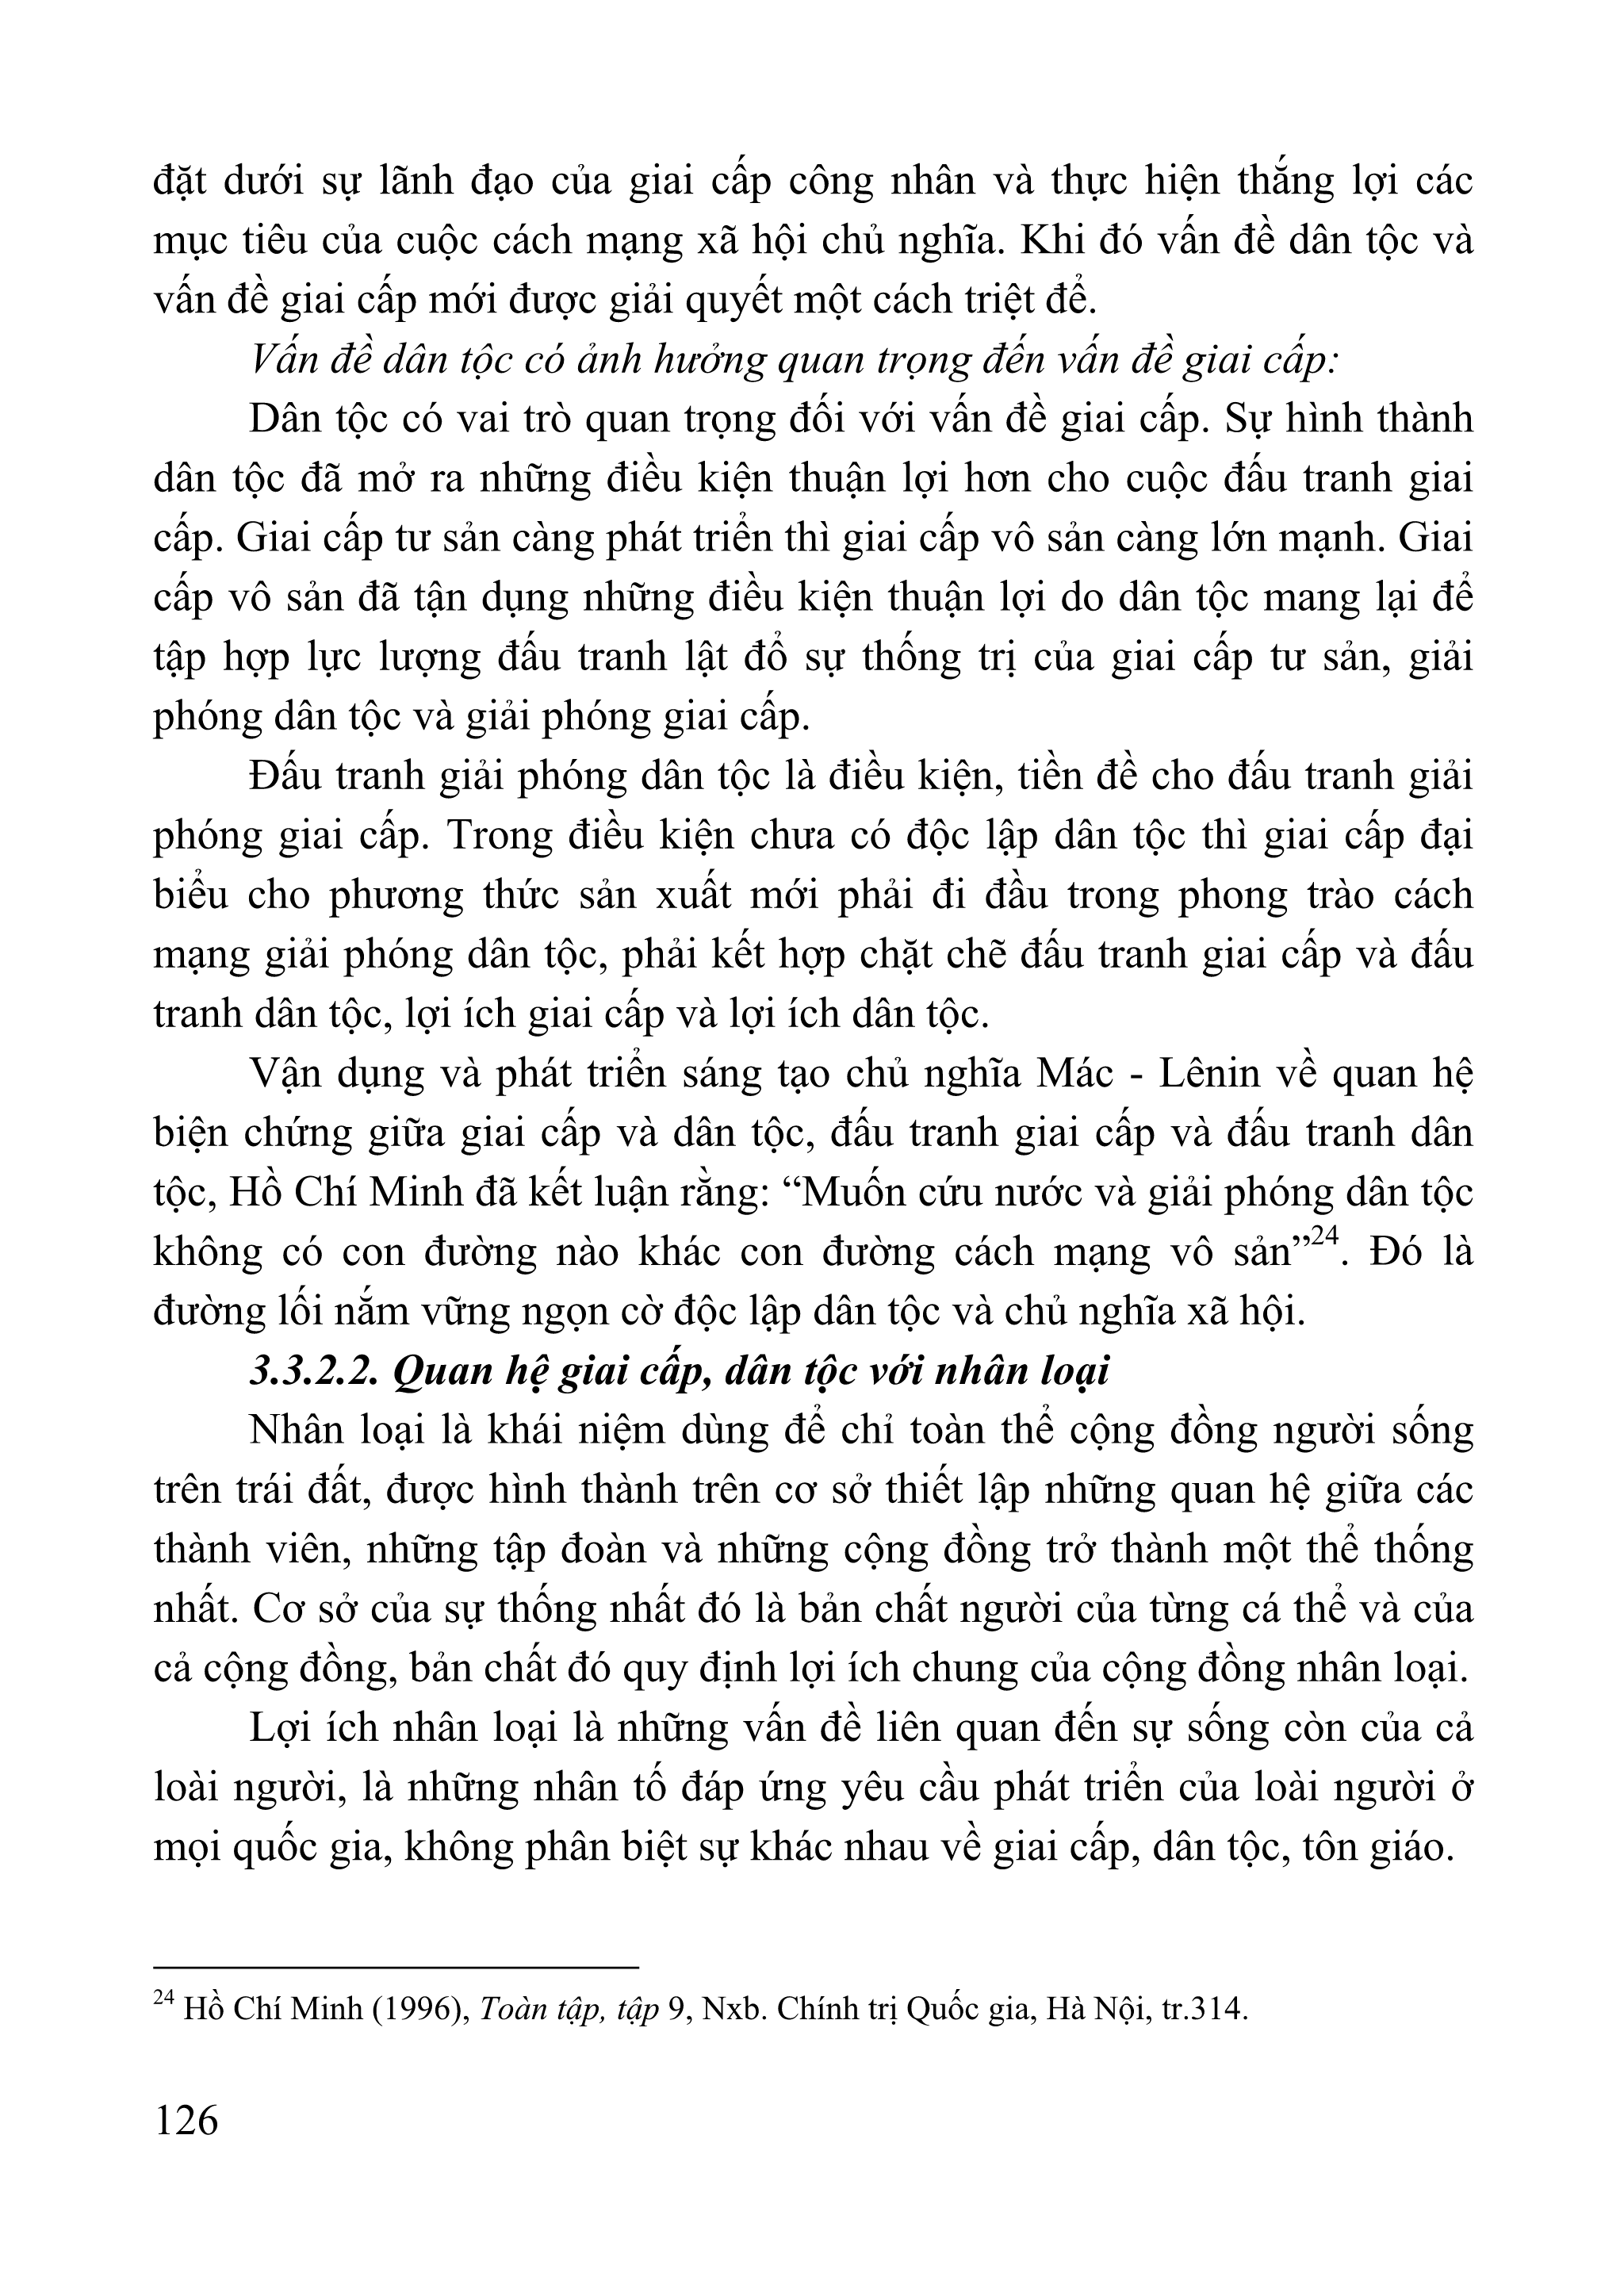 đặt dưới sự lãnh đạo của giai cấp công nhân và thực hiện thắng lợi các
mục tiêu của cuộc cách mạng xã hội chủ nghĩa. Khi đó vấn đề dân tộc và
vấn đề giai cấp mới được giải quyết một cách triệt để.
Vấn đề dân tộc có ảnh hưởng quan trọng đến vấn đề giai cấp:
Dân tộc có vai trò quan trọng đối với vấn đề giai cấp. Sự hình thành
dân tộc đã mở ra những điều kiện thuận lợi hơn cho cuộc đấu tranh giai
cấp. Giai cấp tư sản càng phát triển thì giai cấp vô sản càng lớn mạnh. Giai
cấp vô sản đã tận dụng những điều kiện thuận lợi do dân tộc mang lại để
tập hợp lực lượng đấu tranh lật đổ sự thống trị của giai cấp tư sản, giải
phóng dân tộc và giải phóng giai cấp.
Đấu tranh giải phóng dân tộc là điều kiện, tiền đề cho đấu tranh giải
phóng giai cấp. Trong điều kiện chưa có độc lập dân tộc thì giai cấp đại
biểu cho phương thức sản xuất mới phải đi đầu trong phong trào cách
mạng giải phóng dân tộc, phải kết hợp chặt chẽ đấu tranh giai cấp và đấu
tranh dân tộc, lợi ích giai cấp và lợi ích dân tộc.
Vận dụng và phát triển sáng tạo chủ nghĩa Mác - Lênin về quan hệ
biện chứng giữa giai cấp và dân tộc, đấu tranh giai cấp và đấu tranh dân
tộc, Hồ Chí Minh đã kết luận rằng: “Muốn cứu nước và giải phóng dân tộc
không có con đường nào khác con đường cách mạng vô sản”24. Đó là
đường lối nắm vững ngọn cờ độc lập dân tộc và chủ nghĩa xã hội.
3.3.2.2. Quan hệ giai cấp, dân tộc với nhân loại
Nhân loại là khái niệm dùng để chỉ toàn thể cộng đồng người sống
trên trái đất, được hình thành trên cơ sở thiết lập những quan hệ giữa các
thành viên, những tập đoàn và những cộng đồng trở thành một thể thống
nhất. Cơ sở của sự thống nhất đó là bản chất người của từng cá thể và của
cả cộng đồng, bản chất đó quy định lợi ích chung của cộng đồng nhân loại.
Lợi ích nhân loại là những vấn đề liên quan đến sự sống còn của cả
loài người, là những nhân tố đáp ứng yêu cầu phát triển của loài người ở
mọi quốc gia, không phân biệt sự khác nhau về giai cấp, dân tộc, tôn giáo.
24 Hồ Chí Minh (1996), Toàn tập, tập 9, Nxb. Chính trị Quốc gia, Hà Nội, tr.314.
126